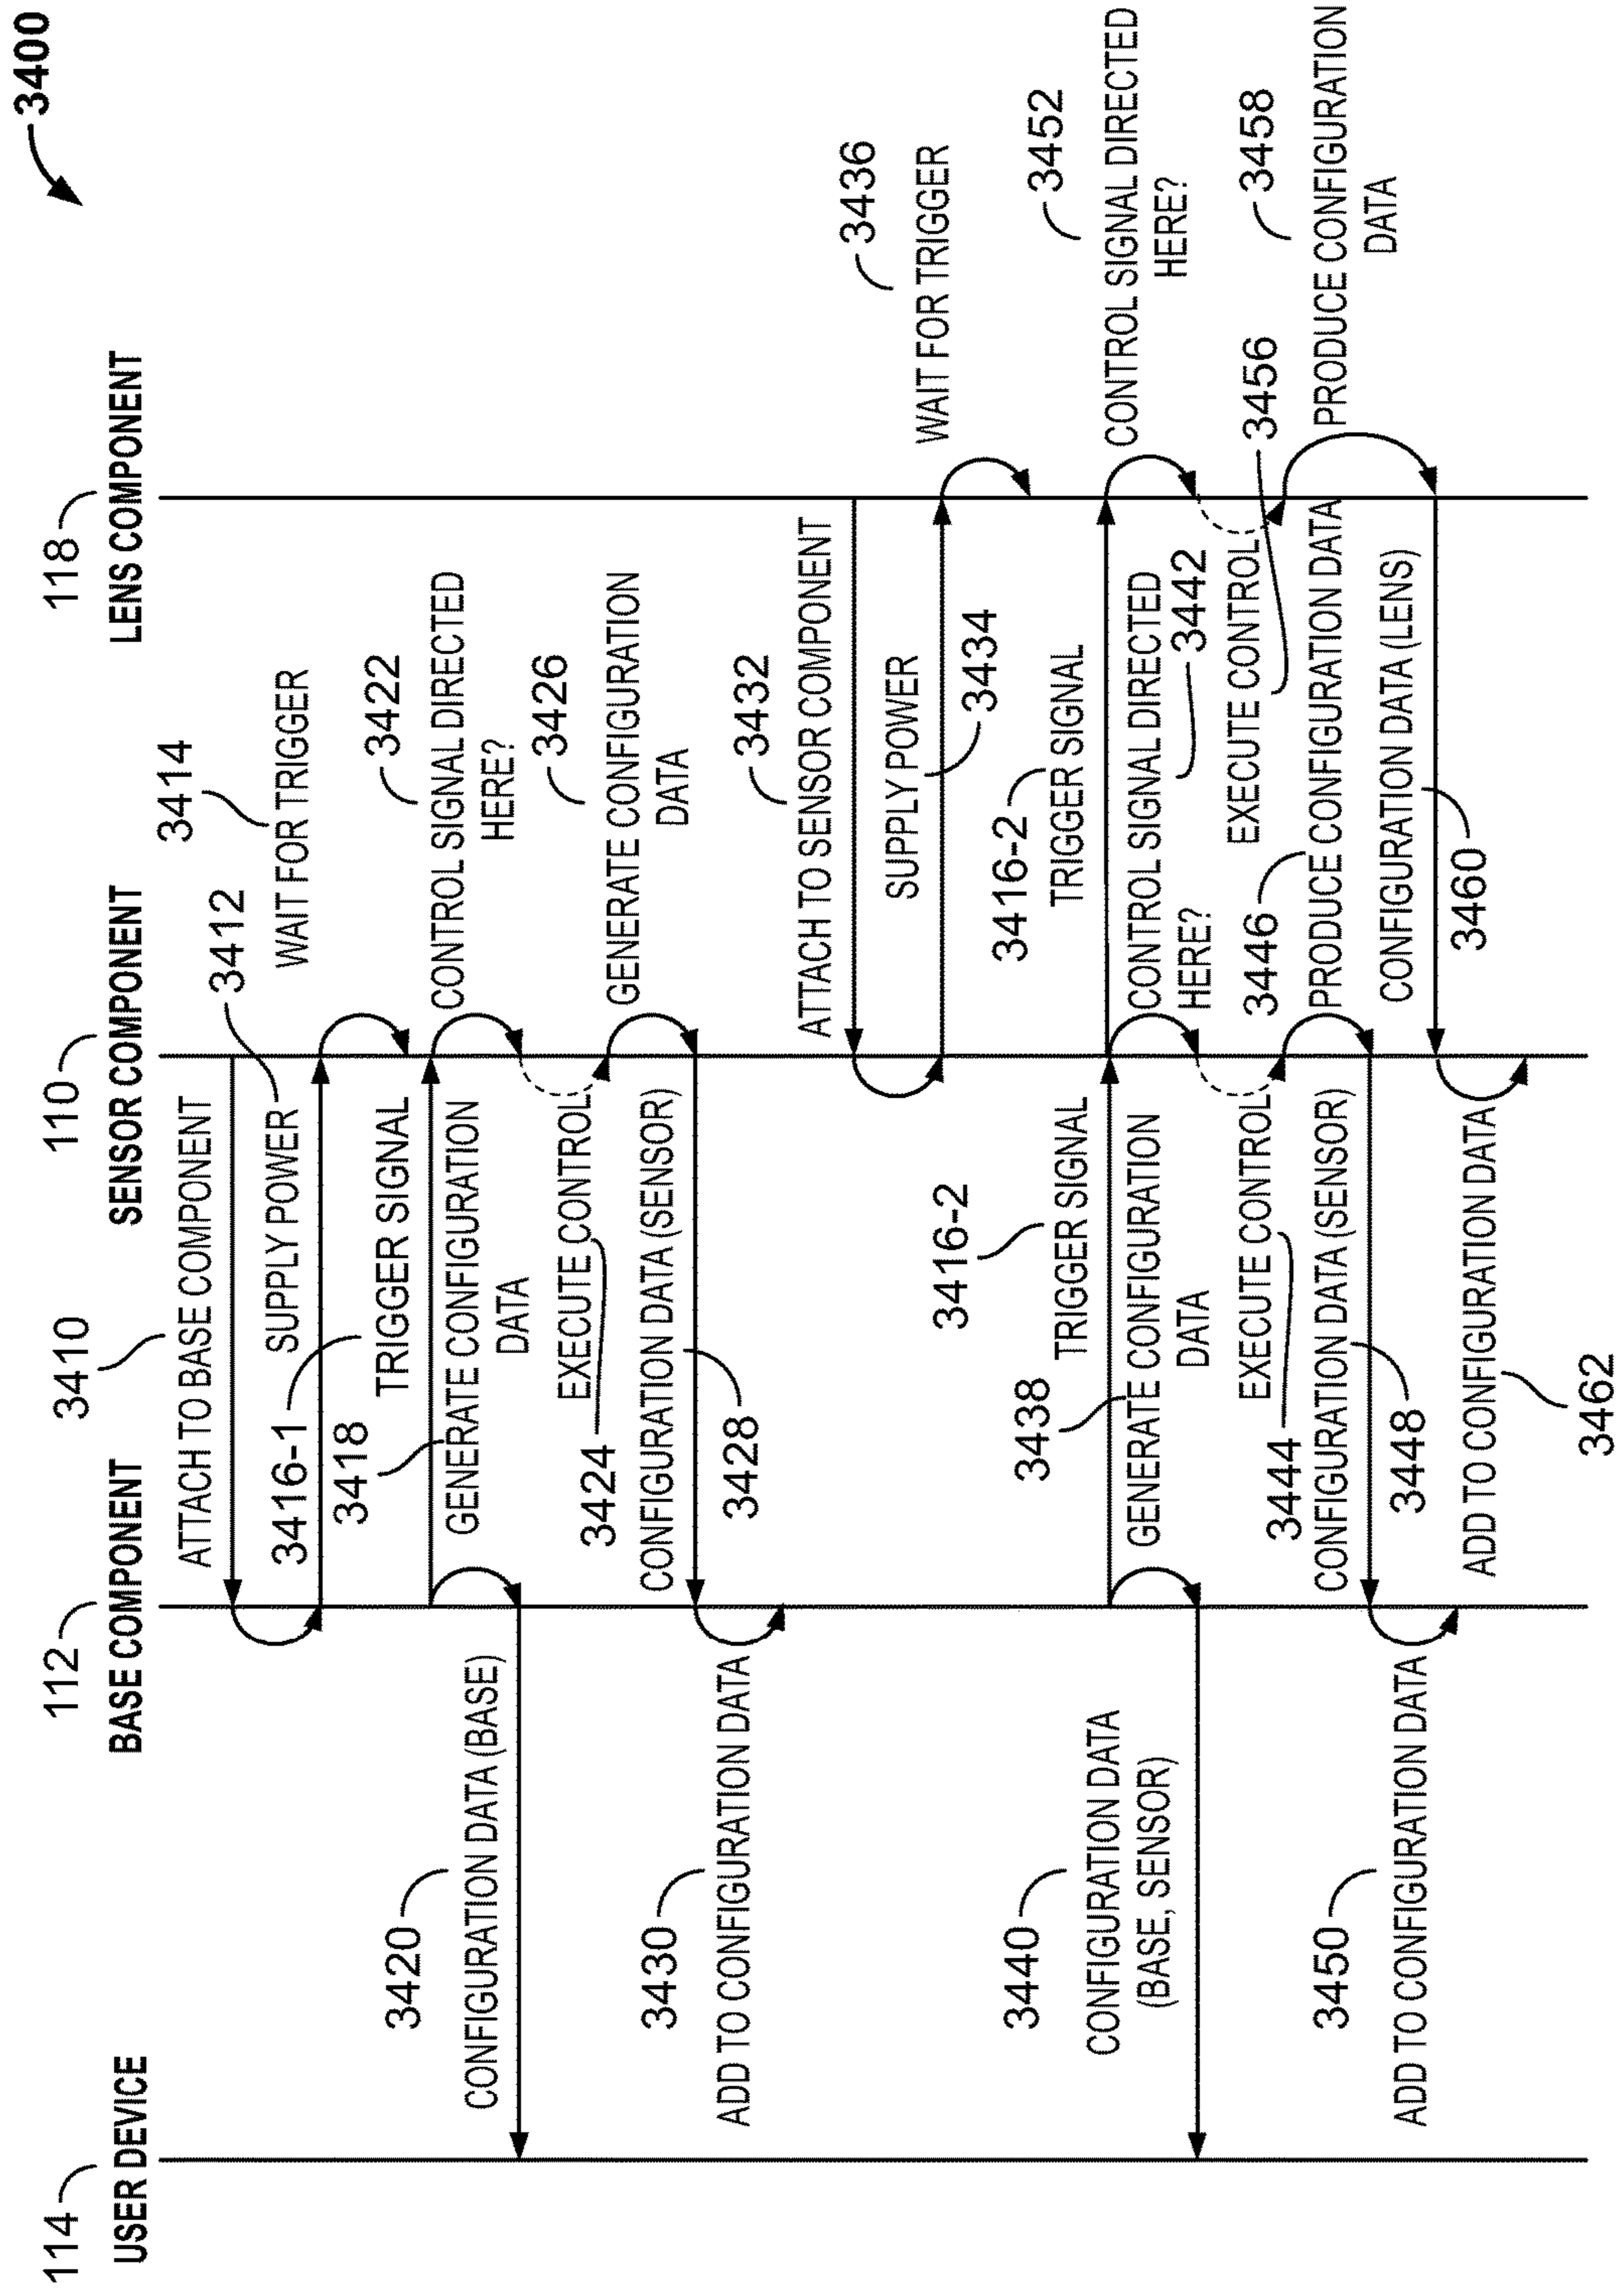 3400
114
USER DEVICE
112
BASE COMPONENT
110
SENSOR COMPONENT
118
LENS COMPONENT
3410
ATTACH TO BASE COMPONENT
3412
SUPPLY POWER
3414
WAIT FOR TRIGGER
3416-1
TRIGGER SIGNAL
3418
GENERATE CONFIGURATION
DATA
3420
CONFIGURATION DATA (BASE)
3422
CONTROL SIGNAL DIRECTED
HERE?
3424
EXECUTE CONTROL
3426
GENERATE CONFIGURATION
DATA
CONFIGURATION DATA (SENSOR)
3428
3430
ADD TO CONFIGURATION DATA
3432
ATTACH TO SENSOR COMPONENT
SUPPLY POWER
3434
3436
WAIT FOR TRIGGER
3416-2
TRIGGER SIGNAL
3416-2
TRIGGER SIGNAL
3438
GENERATE CONFIGURATION
DATA
3440
CONFIGURATION DATA
(BASE, SENSOR)
CONTROL SIGNAL DIRECTED
HERE?
3442
3452
CONTROL SIGNAL DIRECTED
HERE?
EXECUTE CONTROL
3444
EXECUTE CONTROL
3456
3446
PRODUCE CONFIGURATION DATA
3458
PRODUCE CONFIGURATION
DATA
CONFIGURATION DATA (SENSOR)
3448
3450
ADD TO CONFIGURATION DATA
CONFIGURATION DATA (LENS)
3460
ADD TO CONFIGURATION DATA
3462